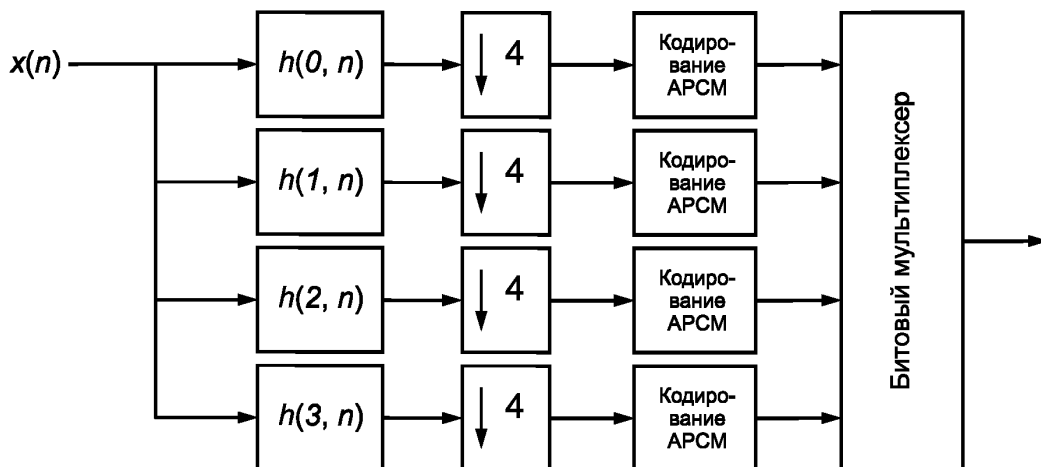 x(n)
h(0, n)
4
Кодиро-
вание
АРСМ
h(1, n)
4
Кодиро-
вание
АРСМ
h(2, n)
4
Кодиро-
вание
АРСМ
h(3, n)
4
Кодиро-
вание
АРСМ
Битовый мультиплексер